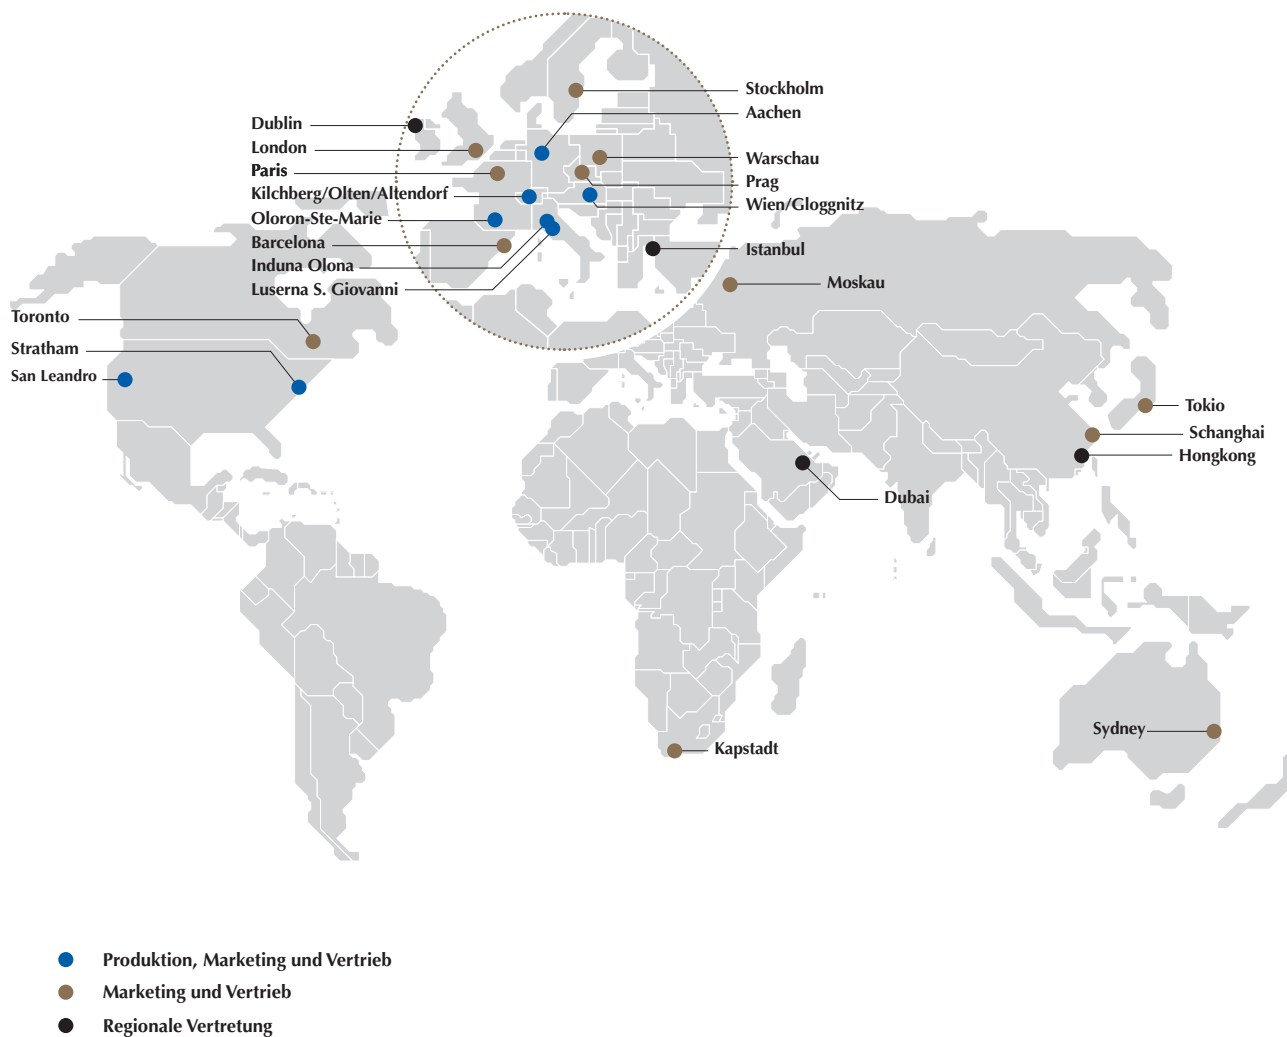 Stockholm
Aachen
Dublin
London
Warschau
Paris
Prag
Kilchberg/Olten/Altendorf
Wien/Gloggnitz
Oloron-Ste-Marie
Barcelona
Istanbul
Induna Olona
Moskau
Luserna S. Giovanni
Toronto
Stratham
San Leandro
Tokio
Schanghai
Hongkong
Dubai
Sydney
Kapstadt
Produktion, Marketing und Vertrieb
Marketing und Vertrieb
Regionale Vertretung